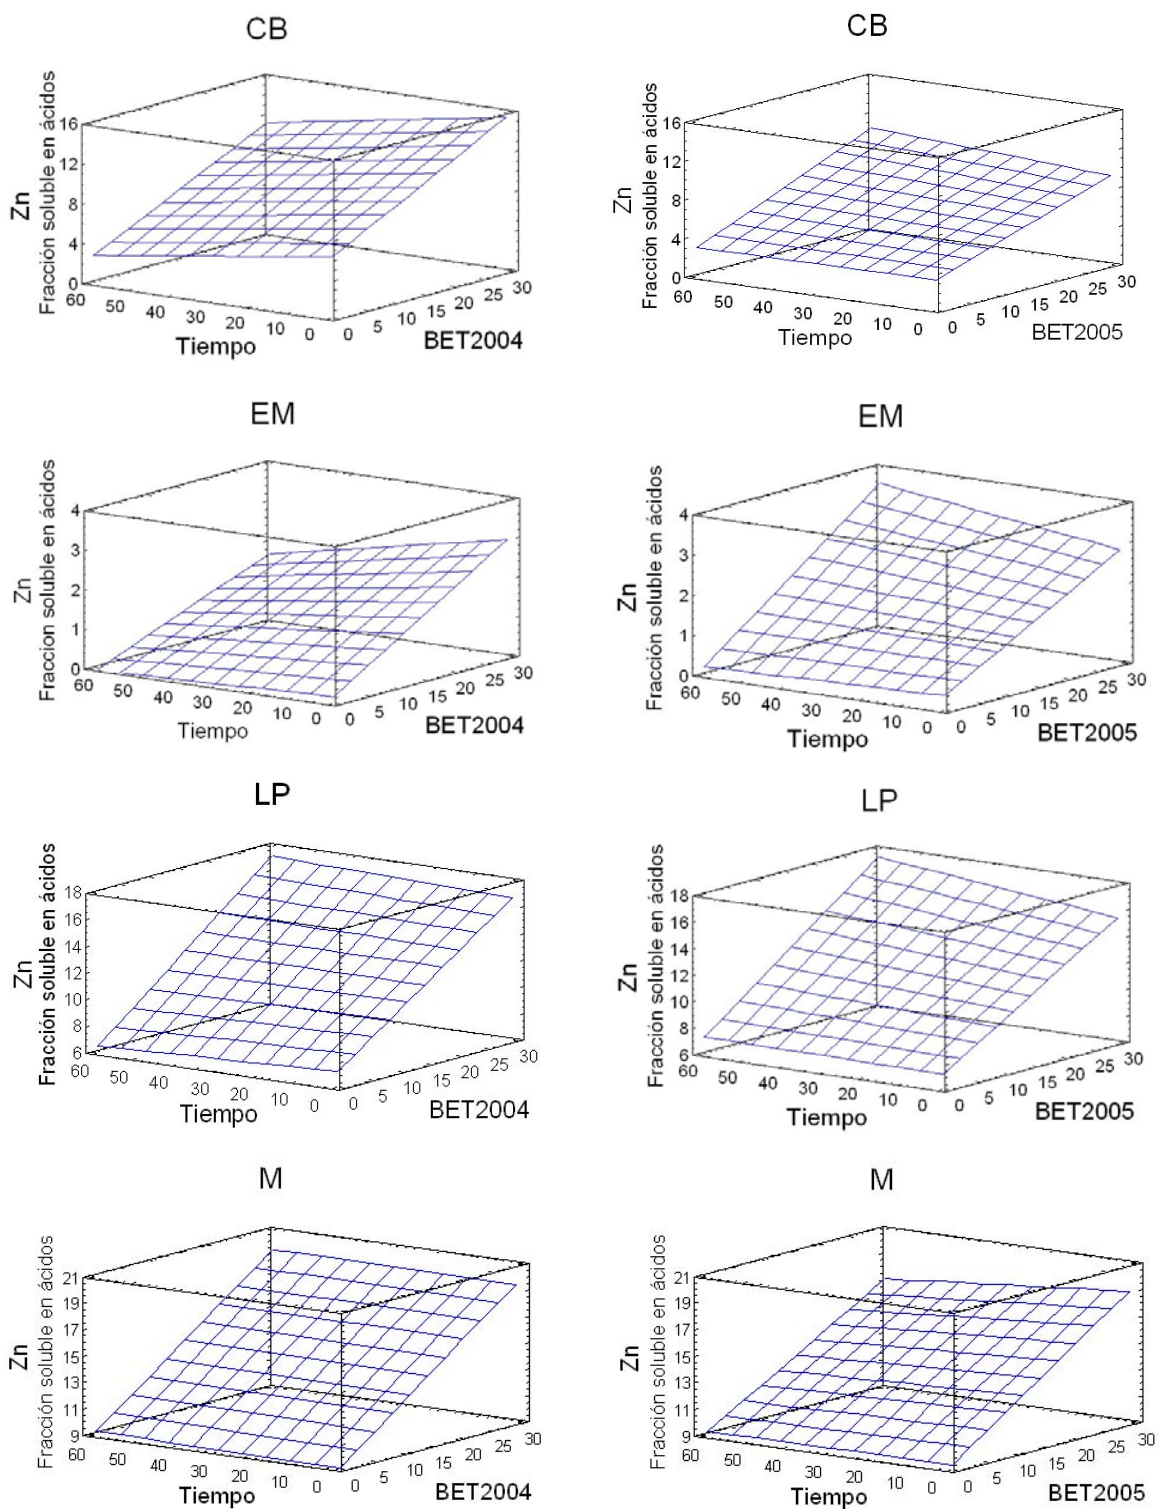 CB
Zn
Fracción soluble en ácidos
16
12
8
4
0
60 50 40 30 20 10 0
Tiempo
0 5 10 15 20 25 30
BET2004
CB
Zn
Fracción soluble en ácidos
16
12
8
4
0
60 50 40 30 20 10 0
Tiempo
0 5 10 15 20 25 30
BET2005
EM
Zn
Fraccion soluble en ácidos
4
3
2
1
0
60 50 40 30 20 10 0
Tiempo
0 5 10 15 20 25 30
BET2004
EM
Zn
Fracción soluble en ácidos
4
3
2
1
0
60 50 40 30 20 10 0
Tiempo
0 5 10 15 20 25 30
BET2005
LP
Zn
Fracción soluble en ácidos
18
16
14
12
10
8
6
60 50 40 30 20 10 0
Tiempo
0 5 10 15 20 25 30
BET2004
LP
Zn
Fracción soluble en ácidos
18
16
14
12
10
8
6
60 50 40 30 20 10 0
Tiempo
0 5 10 15 20 25 30
BET2005
M
Zn
Fracción soluble en ácidos
21
19
17
15
13
11
9
60 50 40 30 20 10 0
Tiempo
0 5 10 15 20 25 30
BET2004
M
Zn
Fracción soluble en ácidos
21
19
17
15
13
11
9
60 50 40 30 20 10 0
Tiempo
0 5 10 15 20 25 30
BET2005